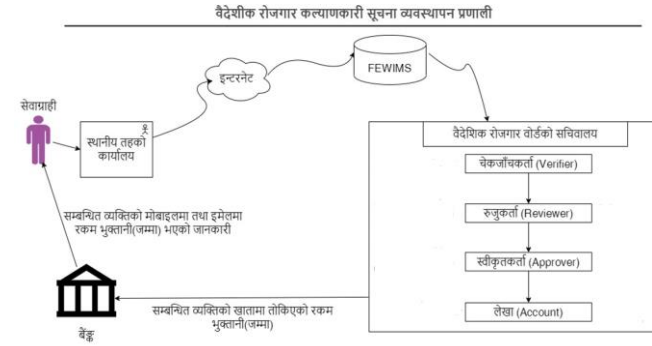 वैदेशीक रोजगार कल्याणकारी सूचना व्यवस्थापन प्रणाली
इन्टरनेट
FEWIMS
सेवाग्राही
स्थानीय तहको
कार्यालय
वैदेशिक रोजगार वोर्डको सचिवालय
चेकजाँचकर्ता (Verifier)
रुजुकर्ता (Reviewer)
स्वीकृतकर्ता (Approver)
लेखा (Account)
सम्बन्धित व्यक्तिको मोबाइलमा तथा इमेलमा
रकम भुक्तानी(जम्मा) भएको जानकारी
सम्बन्धित व्यक्तिको खातामा तोकिएको रकम
भुक्तानी(जम्मा)
बेंङ्क